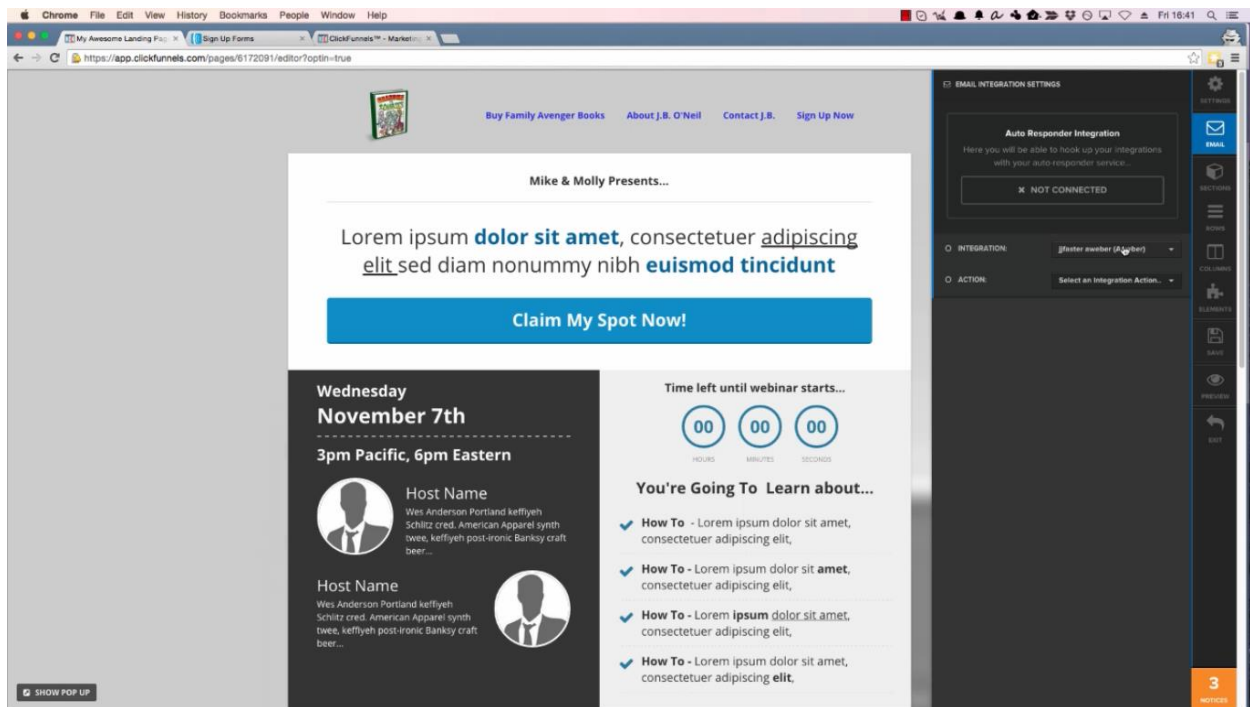 Chrome File Edit View History Bookmarks People Window Help
Fri 16:41
My Awesome Landing Pag
Sign Up Forms
ClickFunnels™ - Marketing
https://app.clickfunnels.com/pages/6172091/editor?optin=true
Buy Family Avenger Books About J.B. O'Neil Contact J.B. Sign Up Now
Mike & Molly Presents...
Lorem ipsum dolor sit amet, consectetuer adipiscing
elit sed diam nonummy nibh euismod tincidunt
Claim My Spot Now!
Wednesday
November 7th
3pm Pacific, 6pm Eastern
Host Name
Wes Anderson Portland keffiyeh
Schlitz cred. American Apparel synth
twee, keffiyeh post-ironic Banksy craft
beer...
Host Name
Wes Anderson Portland keffiyeh
Schlitz cred. American Apparel synth
twee, keffiyeh post-ironic Banksy craft
beer...
Time left until webinar starts...
00 00 00
HOURS MINUTES SECONDS
You're Going To Learn about...
How To - Lorem ipsum dolor sit amet,
consectetuer adipiscing elit,
How To - Lorem ipsum dolor sit amet,
consectetuer adipiscing elit,
How To - Lorem ipsum dolor sit amet,
consectetuer adipiscing elit,
How To - Lorem ipsum dolor sit amet,
consectetuer adipiscing elit,
SHOW POP UP
EMAIL INTEGRATION SETTINGS
Auto Responder Integration
Here you will be able to hook up your integrations
with your auto-responder service...
NOT CONNECTED
INTEGRATION:
ACTION: Select an Integration Action..
SETTINGS
EMAIL
SECTIONS
ROWS
COLUMNS
ELEMENTS
SAVE
PREVIEW
EXIT
3
NOTICES